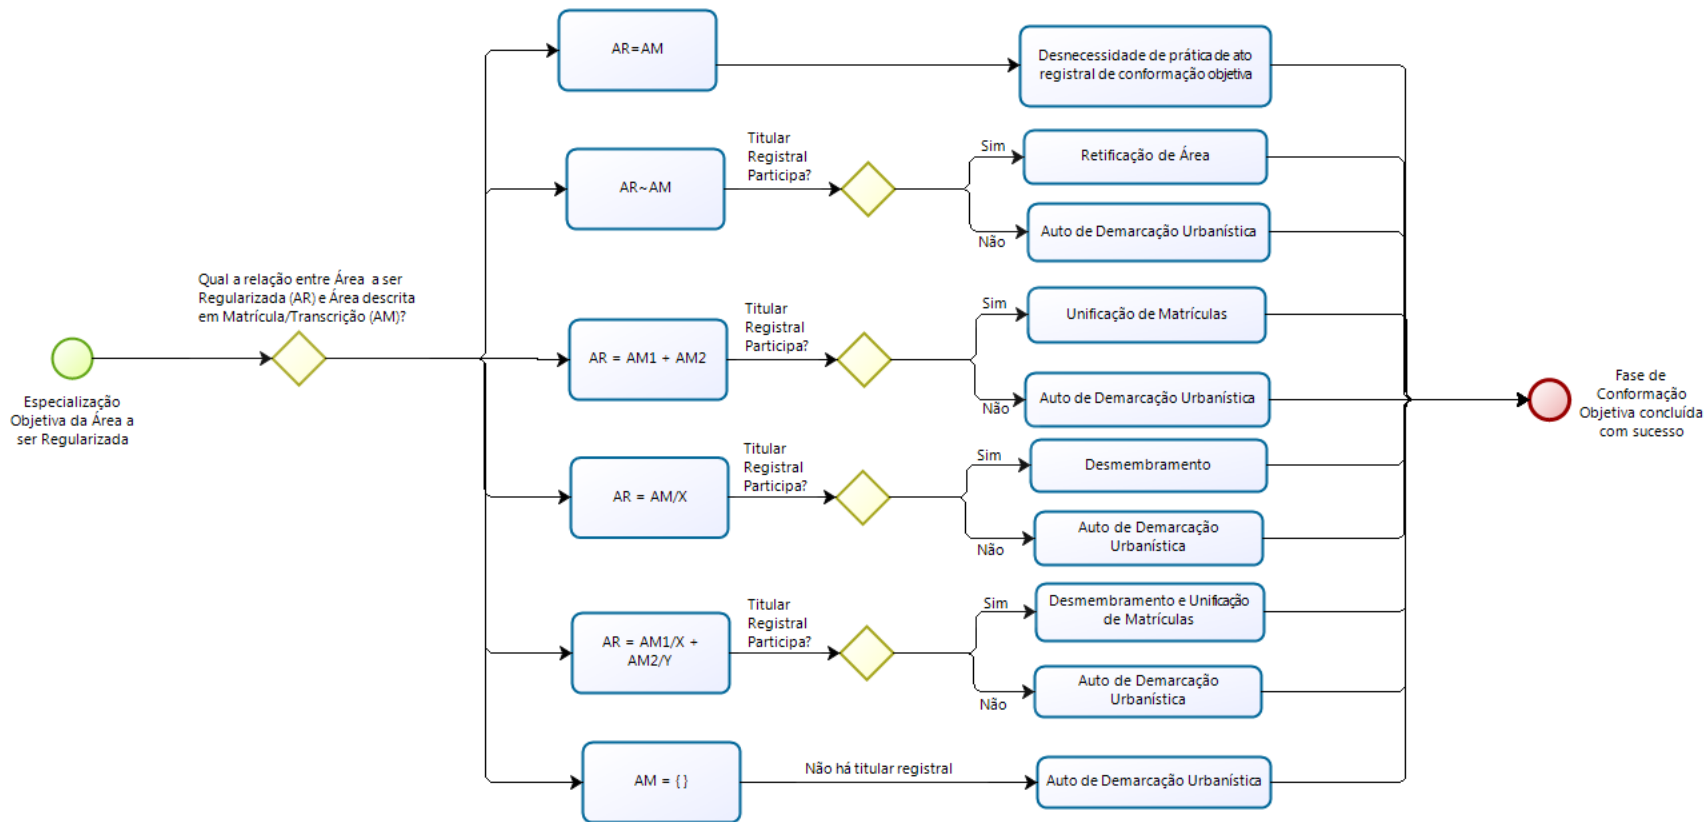 AR=AM
Desnecessidade de prática de ato
registral de conformação objetiva
Titular
Registral
Participa?
AR~AM
Sim
Retificação de Área
Não
Auto de Demarcação Urbanística
Qual a relação entre Área a ser
Regularizada (AR) e Área descrita
em Matrícula/Transcrição (AM)?
Especialização
Objetiva da Área a
ser Regularizada
Titular
Registral
Participa?
AR = AM1 + AM2
Sim
Unificação de Matrículas
Não
Auto de Demarcação Urbanística
Titular
Registral
Participa?
AR = AM/X
Sim
Desmembramento
Não
Auto de Demarcação
Urbanística
Titular
Registral
Participa?
AR = AM1/X +
AM2/Y
Sim
Desmembramento e Unificação
de Matrículas
Não
Auto de Demarcação
Urbanística
AM = { }
Não há titular registral
Auto de Demarcação Urbanística
Fase de
Conformação
Objetiva concluída
com sucesso